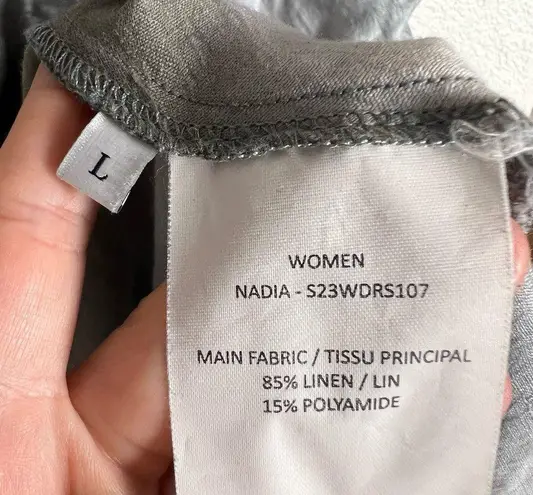 L
WOMEN
NADIA - S23WDRS107
MAIN FABRIC / TISSU PRINCIPAL
85% LINEN / LIN
15% POLYAMIDE